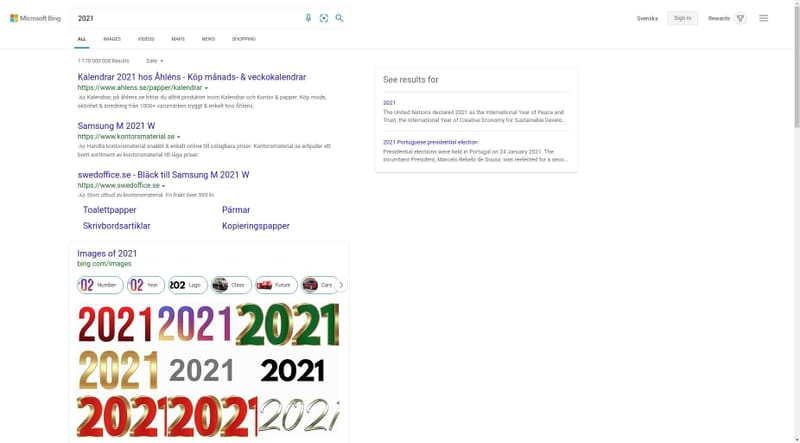 Microsoft Bing
2021
Svenska
Sign in
Rewards
ALL
IMAGES
VIDEOS
MAPS
NEWS
SHOPPING
1 170 000 000 Results
Date
Kalendrar 2021 hos Åhléns - Köp månads- & veckokalendrar
https://www.ahlens.se/papper/kalendrar
Ad Kalendrar, på åhlens.se hittar du alltid produkter inom Kalendrar och Kontor & papper. Köp mode,
skönhet & inredning från 1000+ varumärken tryggt & enkelt hos Åhléns.
Samsung M 2021 W
https://www.kontorsmaterial.se
Ad Handla kontorsmaterial snabbt & enkelt online till oslagbara priser. Kontorsmaterial.se erbjuder ett
brett sortiment av kontorsmaterial till låga priser.
swedoffice.se - Bläck till Samsung M 2021 W
https://www.swedoffice.se
Ad Stort utbud av kontorsmaterial. Fri frakt över 595 kr.
Toalettpapper
Pärmar
Skrivbordsartiklar
Kopieringspapper
See results for
2021
The United Nations declared 2021 as the International Year of Peace and
Trust, the International Year of Creative Economy for Sustainable Develo...
2021 Portuguese presidential election
Presidential elections were held in Portugal on 24 January 2021. The
incumbent President, Marcelo Rebelo de Sousa, was reelected for a seco...
Images of 2021
bing.com/images
Number
Year
Logo
Class
Future
Cars
2021 2021 2021
2021 2021 2021
2021 2021 2021